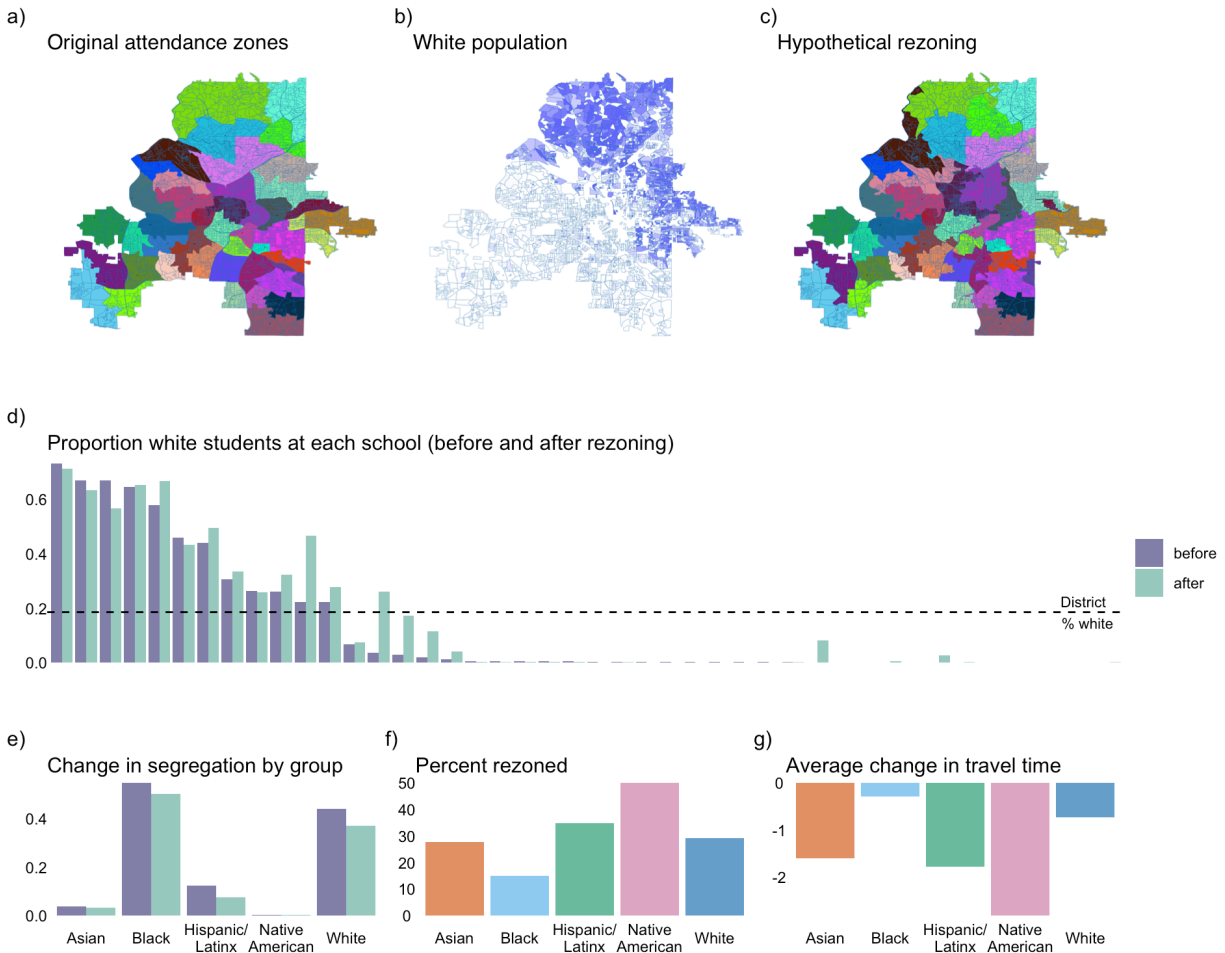 a)
Original attendance zones
b)
White population
c)
Hypothetical rezoning
d)
Proportion white students at each school (before and after rezoning)
0.6
0.4
0.2
0.0
District
% white
before
after
e)
Change in segregation by group
0.4
0.2
0.0
Asian
Black
Hispanic/
Latinx
Native
American
White
f)
Percent rezoned
50
40
30
20
10
0
Asian
Black
Hispanic/
Latinx
Native
American
White
g)
Average change in travel time
0
-1
-2
Asian
Black
Hispanic/
Latinx
Native
American
White